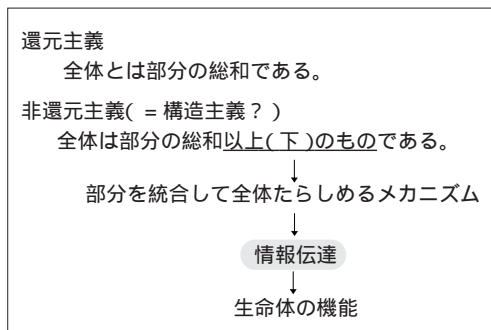 還元主義
全体とは部分の総和である。
非還元主義( = 構造主義？)
全体は部分の総和以上(下)のものである。
部分を統合して全体たらしめるメカニズム
情報伝達
生命体の機能